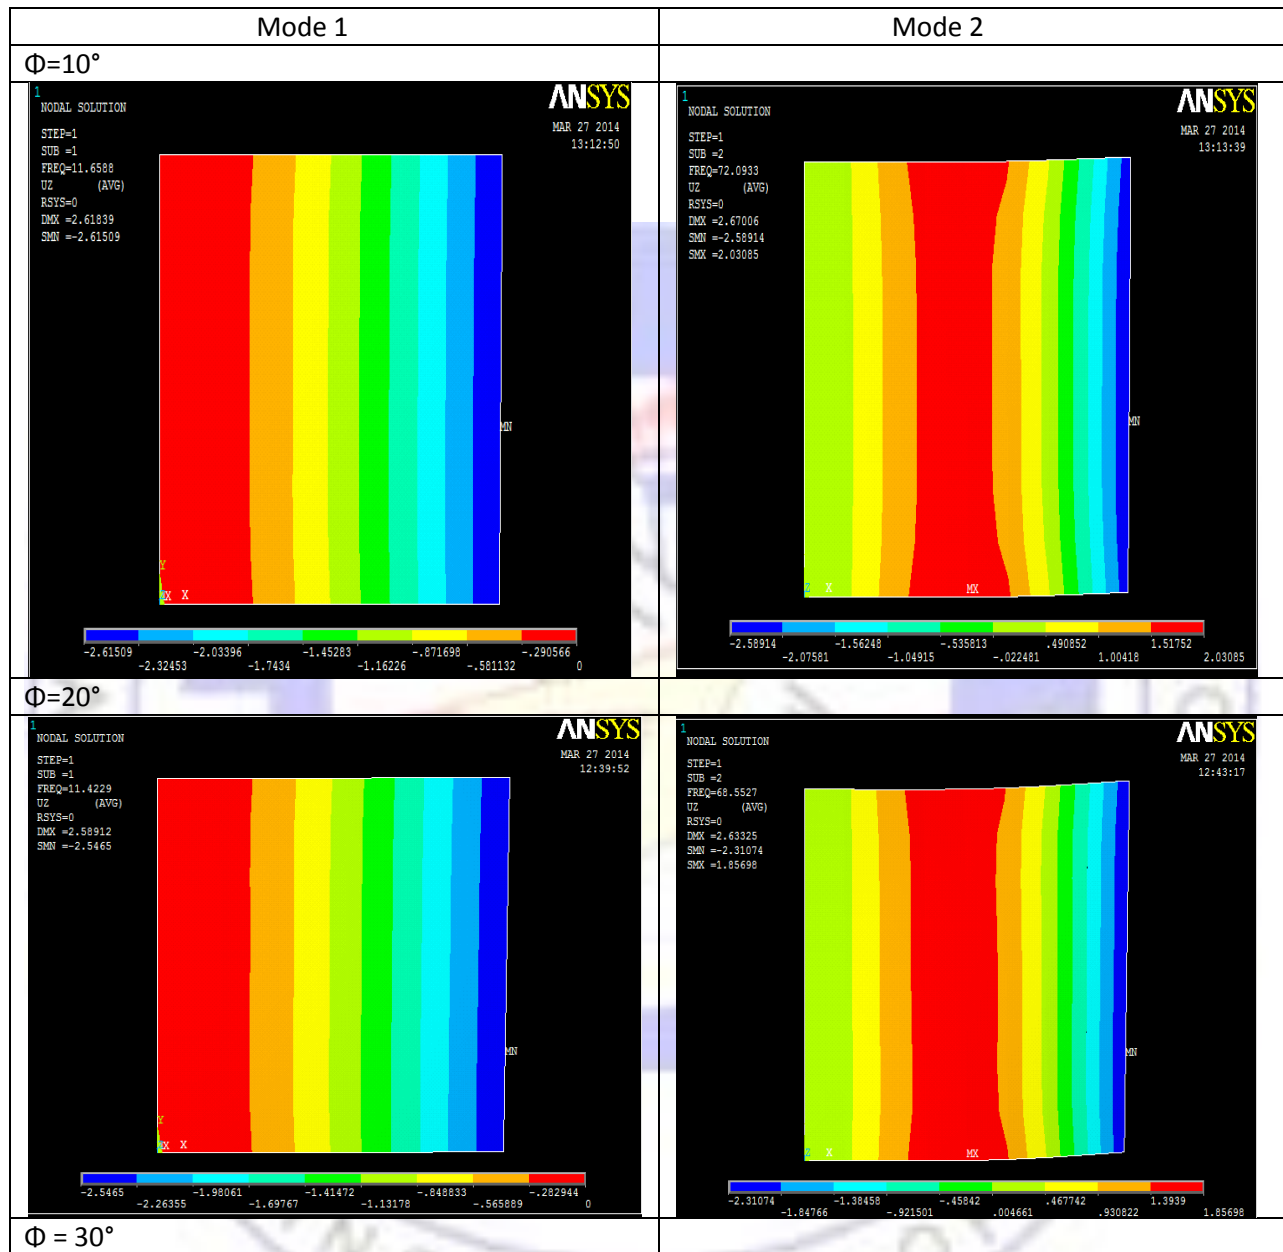 Mode 1
Mode 2
Φ=10°
1
NODAL SOLUTION
STEP=1
SUB =1
FREQ=11.6588
UZ (AVG)
RSYS=0
DMX =2.61839
SMN =-2.61509
ANSYS
MAR 27 2014
13:12:50
MN
Y
X
-2.61509 -2.03396 -1.45283 -.871698 -.290566
-2.32453 -1.7434 -1.16226 -.581132 0
1
NODAL SOLUTION
STEP=1
SUB =2
FREQ=72.0933
UZ (AVG)
RSYS=0
DMX =2.67006
SMN =-2.58914
SMX =2.03085
ANSYS
MAR 27 2014
13:13:39
MN
Z X MX
-2.58914 -1.56248 -.535813 .490852 1.51752
-2.07581 -1.04915 -.022481 1.00418 2.03085
Φ=20°
1
NODAL SOLUTION
STEP=1
SUB =1
FREQ=11.4229
UZ (AVG)
RSYS=0
DMX =2.58912
SMN =-2.5465
ANSYS
MAR 27 2014
12:39:52
MN
Y
X
-2.5465 -1.98061 -1.41472 -.848833 -.282944
-2.26355 -1.69767 -1.13178 -.565889 0
1
NODAL SOLUTION
STEP=1
SUB =2
FREQ=68.5527
UZ (AVG)
RSYS=0
DMX =2.63325
SMN =-2.31074
SMX =1.85698
ANSYS
MAR 27 2014
12:43:17
MN
Z X MX
-2.31074 -1.38458 -.45842 .467742 1.3939
-1.84766 -.921501 .004661 .930822 1.85698
Φ = 30°